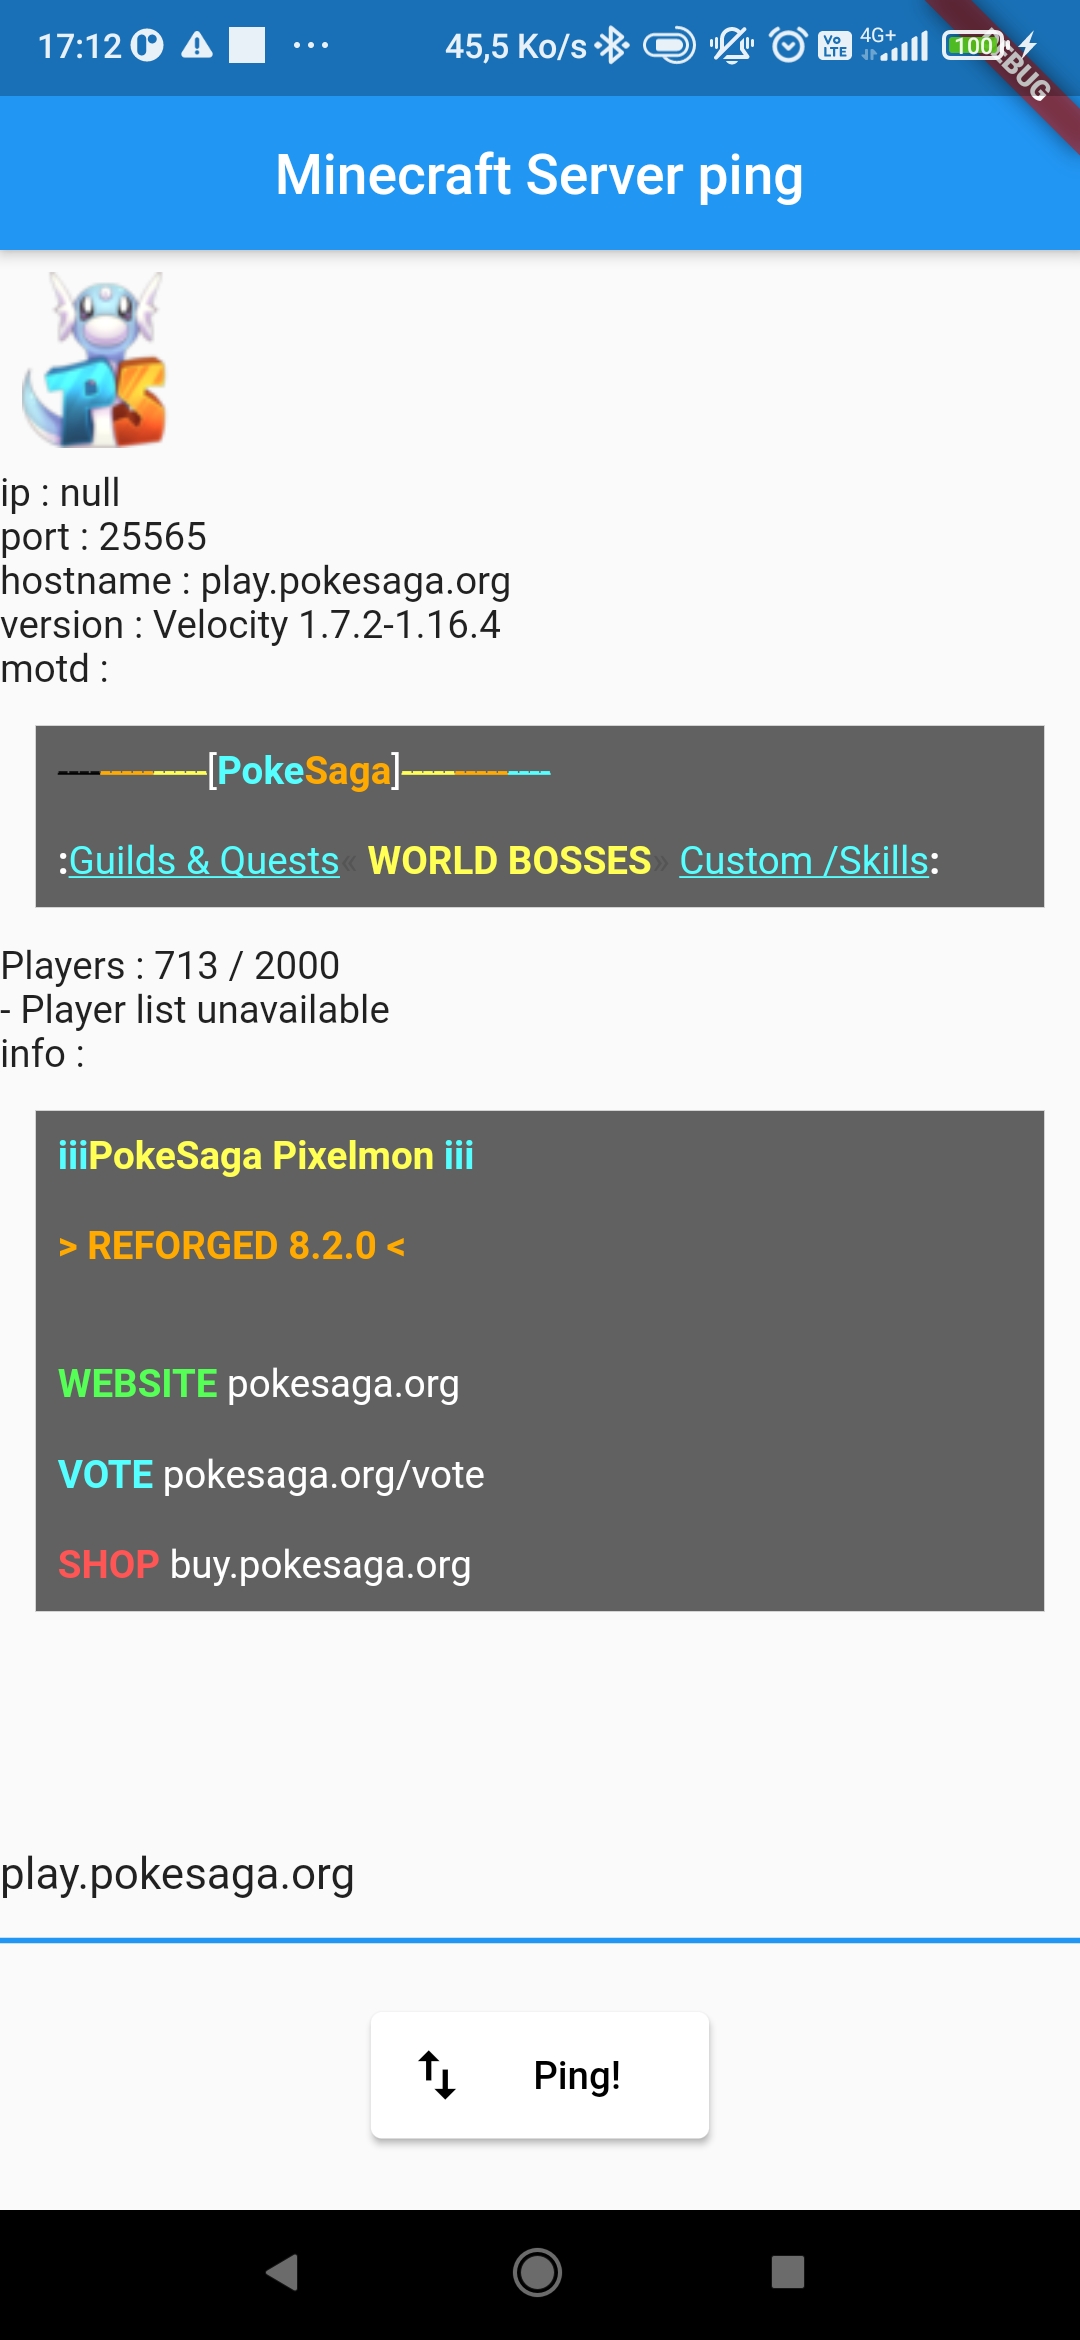 17:12 ... 45,5 Ko/s Vo LTE 4G+ 100
DEBUG
Minecraft Server ping
PS
ip : null
port : 25565
hostname : play.pokesaga.org
version : Velocity 1.7.2-1.16.4
motd :
--------------[PokeSaga]--------------
:Guilds & Quests« WORLD BOSSES» Custom /Skills:
Players : 713 / 2000
- Player list unavailable
info :
iiiPokeSaga Pixelmon iii
> REFORGED 8.2.0 <
WEBSITE pokesaga.org
VOTE pokesaga.org/vote
SHOP buy.pokesaga.org
play.pokesaga.org
Ping!